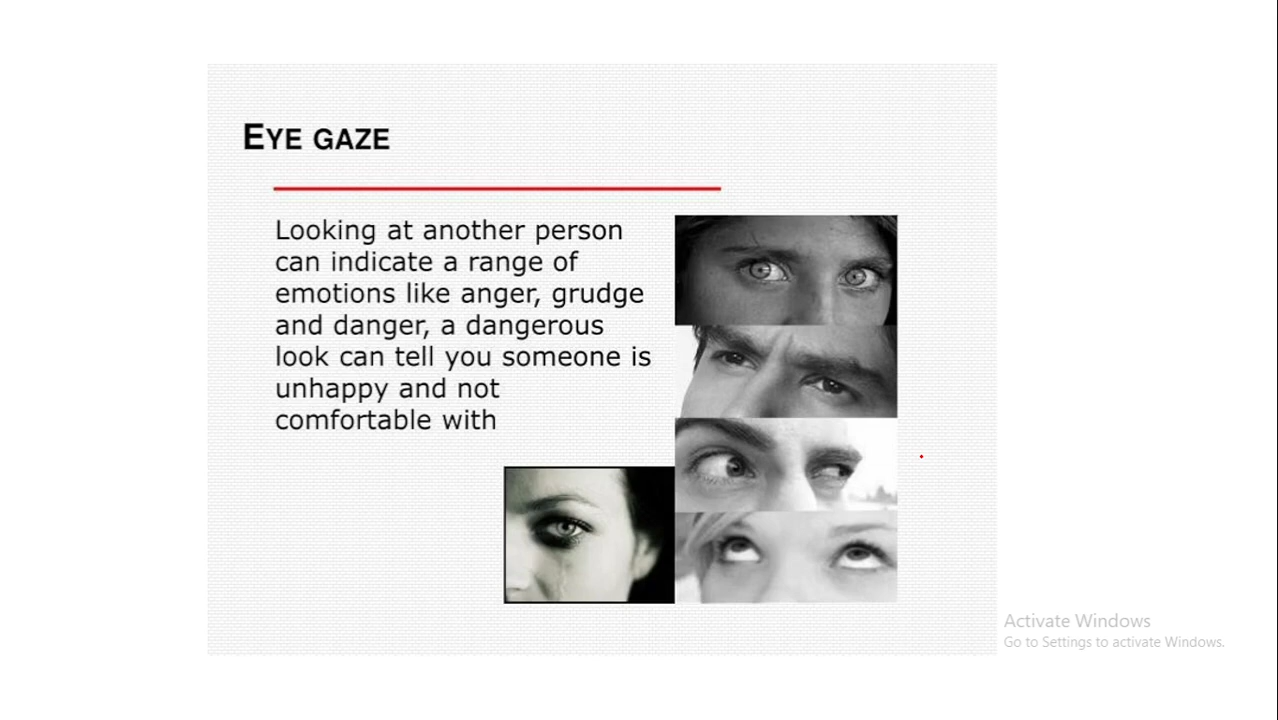 EYE GAZE
Looking at another person
can indicate a range of
emotions like anger, grudge
and danger, a dangerous
look can tell you someone is
unhappy and not
comfortable with
Activate Windows
Go to Settings to activate Windows.